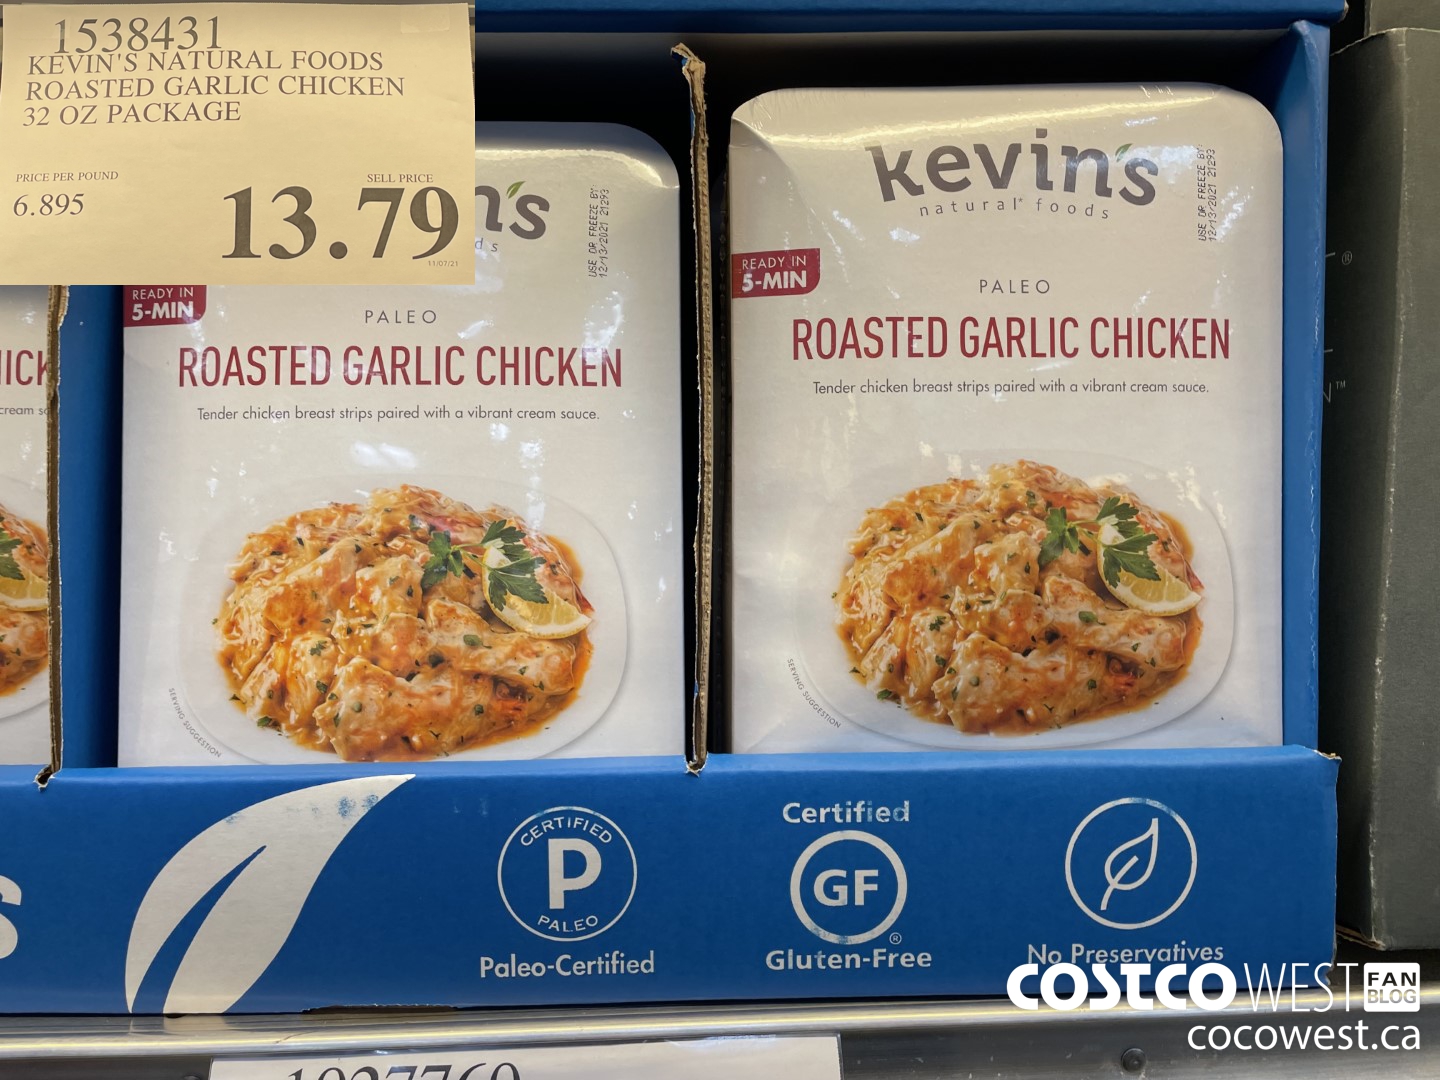 1538431
KEVIN'S NATURAL FOODS
ROASTED GARLIC CHICKEN
32 OZ PACKAGE
PRICE PER POUND
6.895
SELL PRICE
13.79
11/07/21
n's
ds
USE OR FREEZE BY
12/13/2021 21293
READY IN
5-MIN
PALEO
ROASTED GARLIC CHICKEN
Tender chicken breast strips paired with a vibrant cream sauce.
SERVING SUGGESTION
kevin's
natural® foods
USE OR FREEZE BY:
12/13/2021 21293
READY IN
5-MIN
PALEO
ROASTED GARLIC CHICKEN
Tender chicken breast strips paired with a vibrant cream sauce.
SERVING SUGGESTION
HICK
cream sa
®
N™
s
CERTIFIED
P
PALEO
Paleo-Certified
Certified
GF®
Gluten-Free
No Preservatives
COSTCO WEST FAN BLOG
cocowest.ca